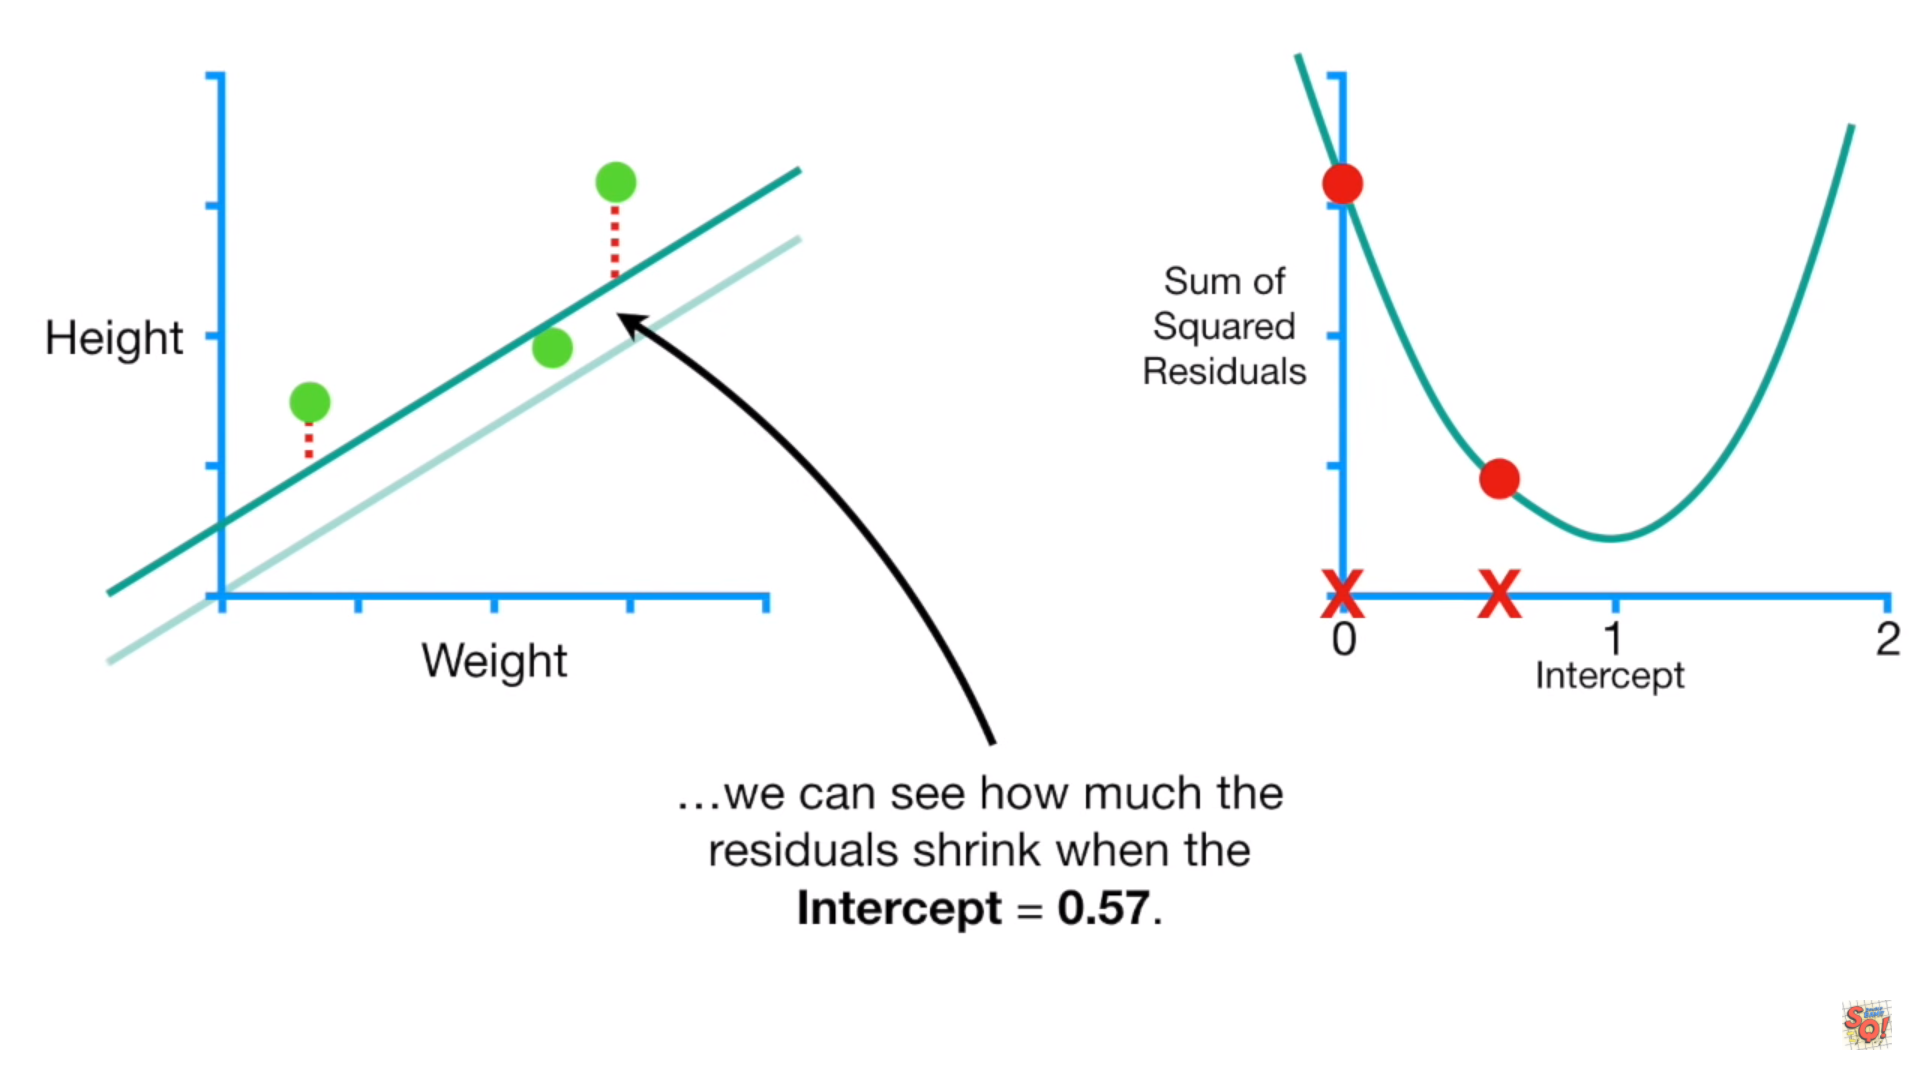 Height
Weight
Sum of
Squared
Residuals
X
X
0
1
2
Intercept
...we can see how much the
residuals shrink when the
Intercept = 0.57.
SQ!